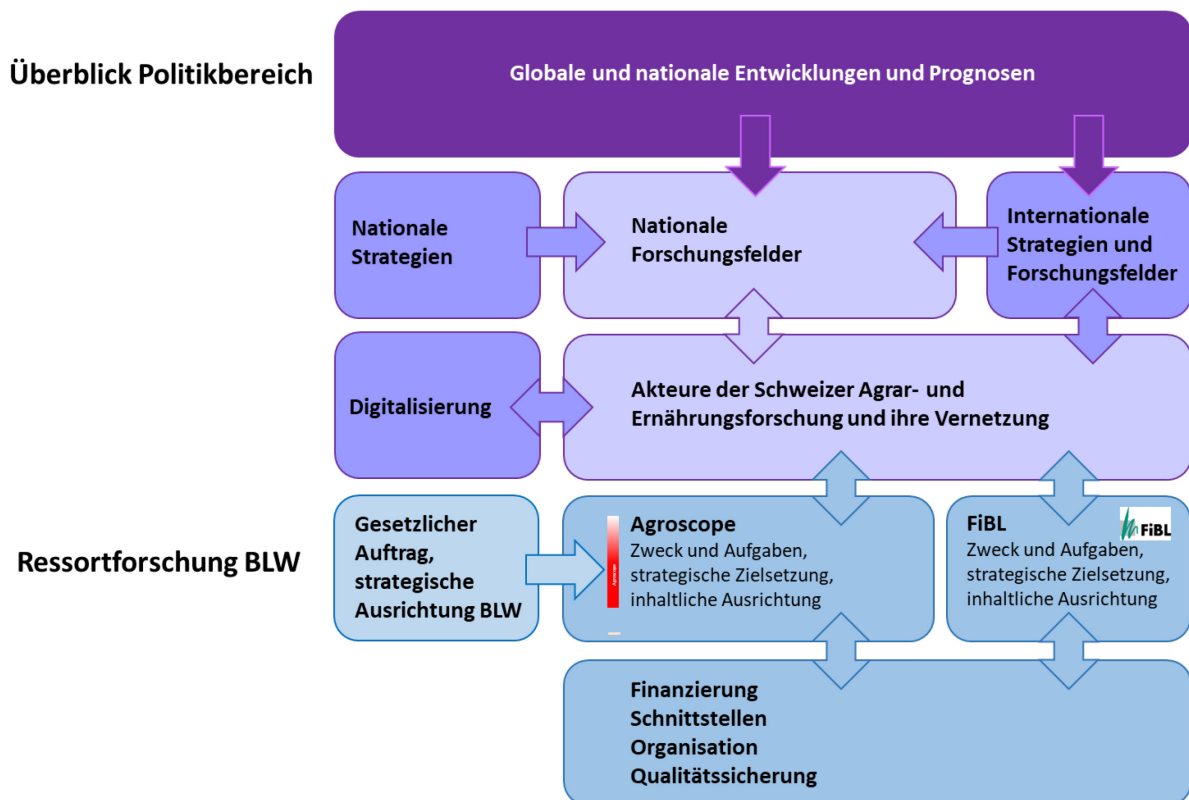 Überblick Politikbereich
Globale und nationale Entwicklungen und Prognosen
Nationale
Strategien
Nationale
Forschungsfelder
Internationale
Strategien und
Forschungsfelder
Digitalisierung
Akteure der Schweizer Agrar- und
Ernährungsforschung und ihre Vernetzung
Ressortforschung BLW
Gesetzlicher
Auftrag,
strategische
Ausrichtung BLW
Agroscope
Agroscope
Zweck und Aufgaben,
strategische Zielsetzung,
inhaltliche Ausrichtung
FiBL
FiBL
Zweck und Aufgaben,
strategische Zielsetzung,
inhaltliche Ausrichtung
Finanzierung
Schnittstellen
Organisation
Qualitätssicherung